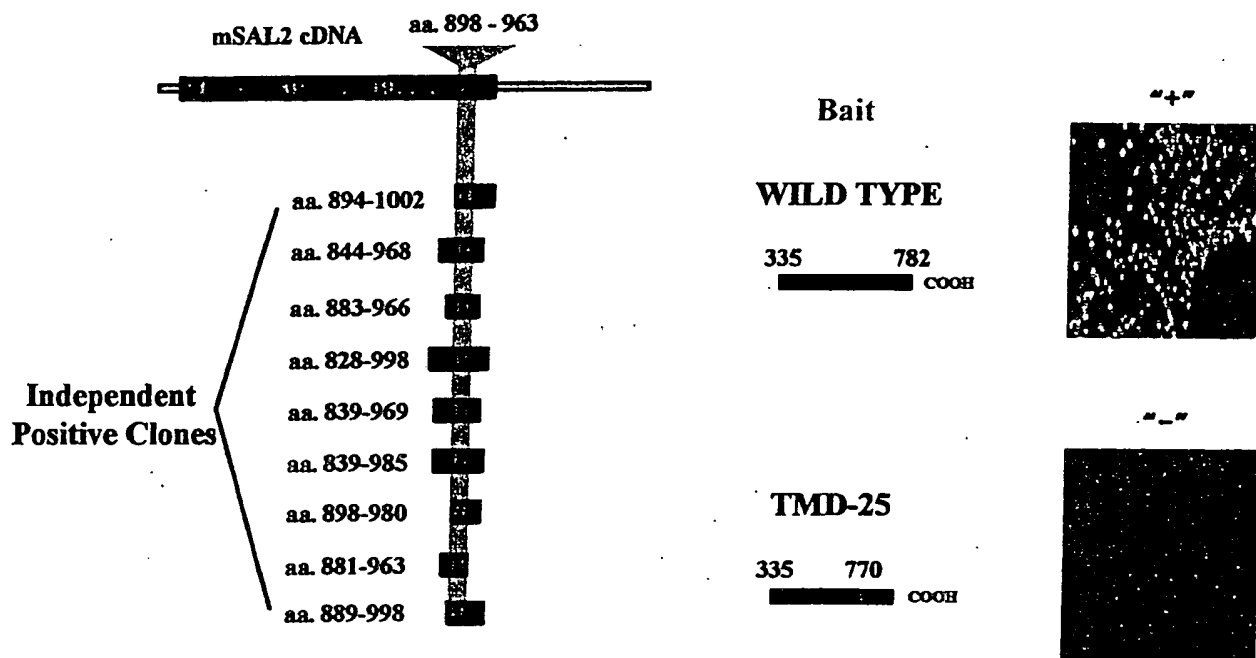 mSAL2 cDNA
aa. 898 - 963
aa. 894-1002
aa. 844-968
aa. 883-966
aa. 828-998
aa. 839-969
aa. 839-985
aa. 898-980
aa. 881-963
aa. 889-998
Independent
Positive Clones
Bait
WILD TYPE
335 782
COOH
"+"
TMD-25
335 770
COOH
"-"